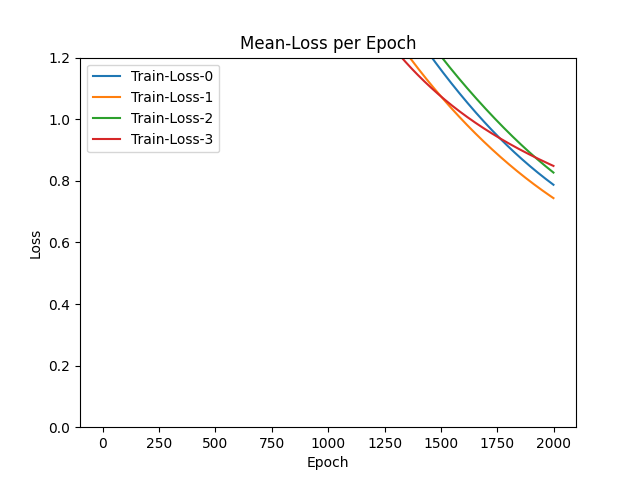 Mean-Loss per Epoch
1.2
1.0
0.8
0.6
0.4
0.2
0.0
Loss
Train-Loss-0
Train-Loss-1
Train-Loss-2
Train-Loss-3
0 250 500 750 1000 1250 1500 1750 2000
Epoch